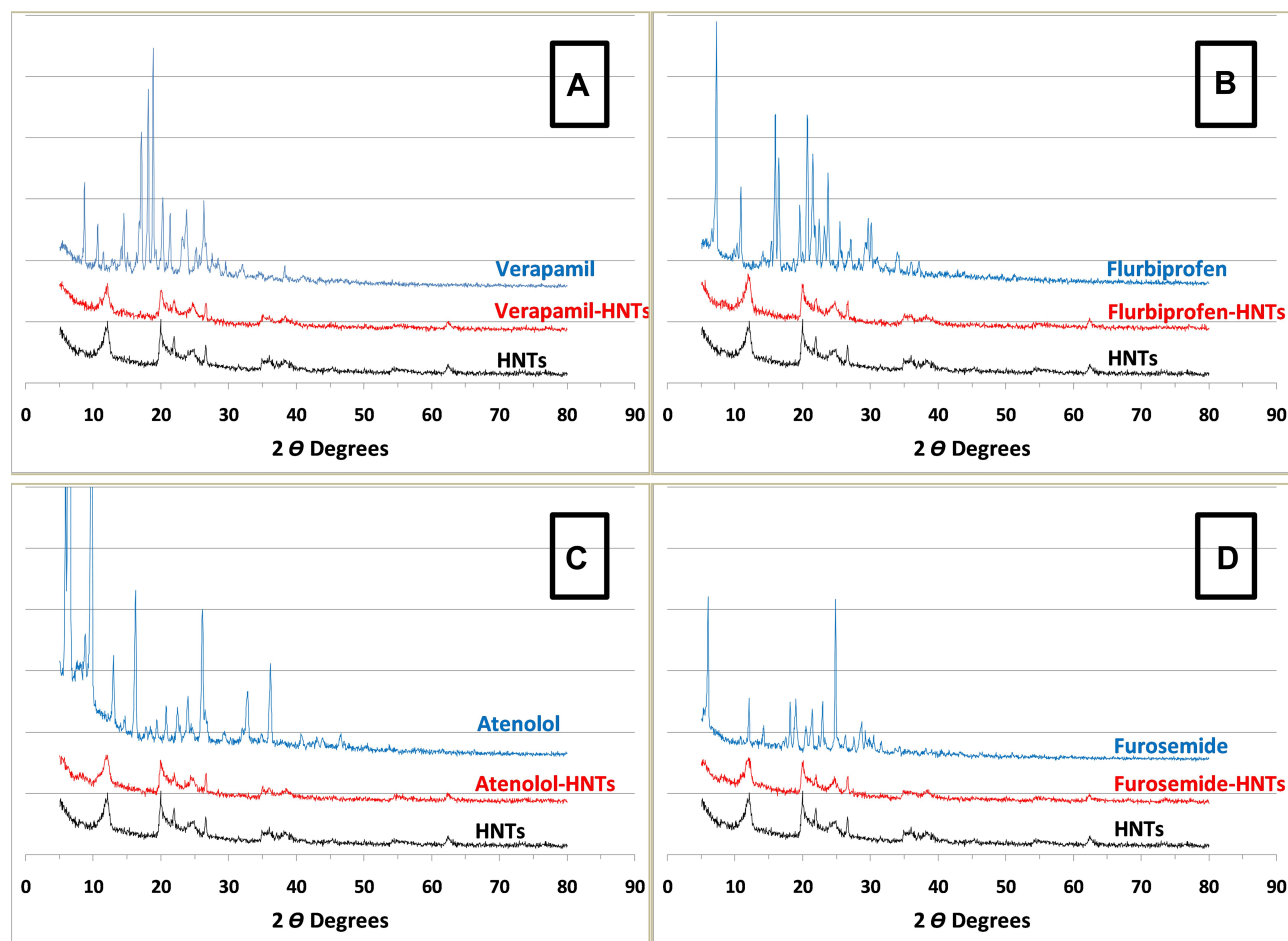 A
Verapamil
Verapamil-HNTs
HNTs
0 10 20 30 40 50 60 70 80 90
2 ϴ Degrees
B
Flurbiprofen
Flurbiprofen-HNTs
HNTs
0 10 20 30 40 50 60 70 80 90
2 ϴ Degrees
C
Atenolol
Atenolol-HNTs
HNTs
0 10 20 30 40 50 60 70 80 90
2 ϴ Degrees
D
Furosemide
Furosemide-HNTs
HNTs
0 10 20 30 40 50 60 70 80 90
2 ϴ Degrees